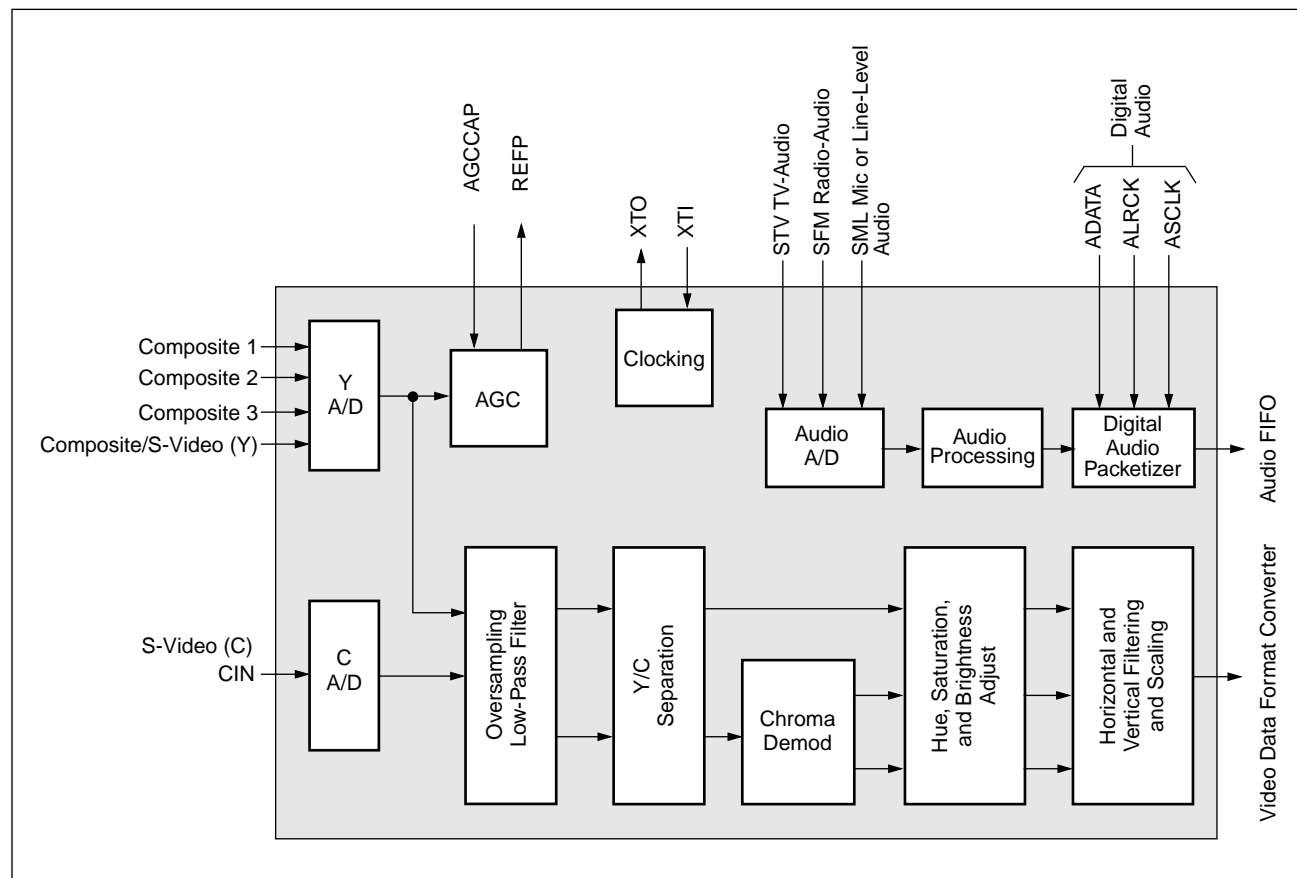 AGCCAP
REFP
XTO
XTI
STV TV-Audio
SFM Radio-Audio
SML Mic or Line-Level
Audio
Digital
Audio
ADATA
ALRCK
ASCLK
Composite 1
Composite 2
Composite 3
Composite/S-Video (Y)
Y
A/D
AGC
Clocking
Audio
A/D
Audio
Processing
Digital
Audio
Packetizer
Audio FIFO
S-Video (C)
CIN
C
A/D
Oversampling
Low-Pass Filter
Y/C
Separation
Chroma
Demod
Hue, Saturation,
and Brightness
Adjust
Horizontal and
Vertical Filtering
and Scaling
Video Data Format Converter